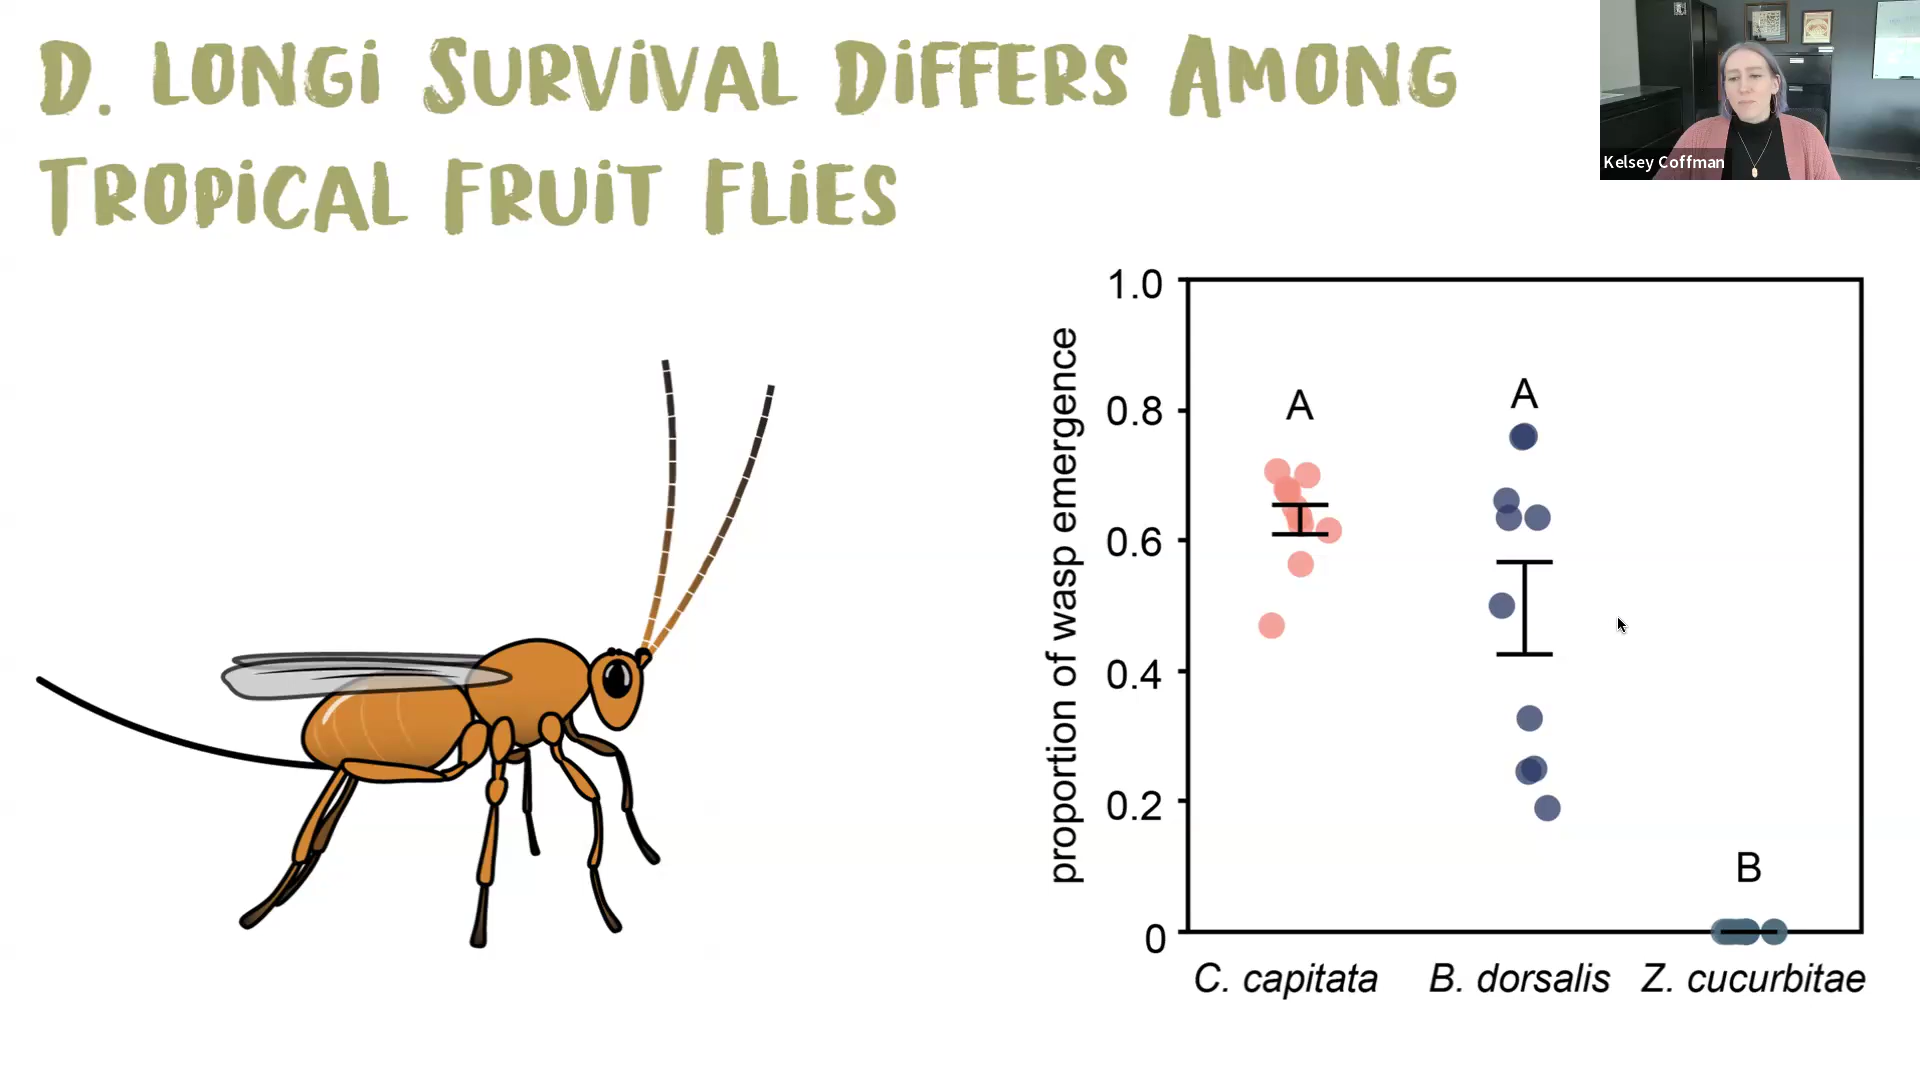 D. LONGi SURViVAL DiFFERS AMONG
TROPiCAL FRUiT FLiES
Kelsey Coffman
proportion of wasp emergence
1.0
0.8
0.6
0.4
0.2
0
A
A
B
C. capitata
B. dorsalis
Z. cucurbitae